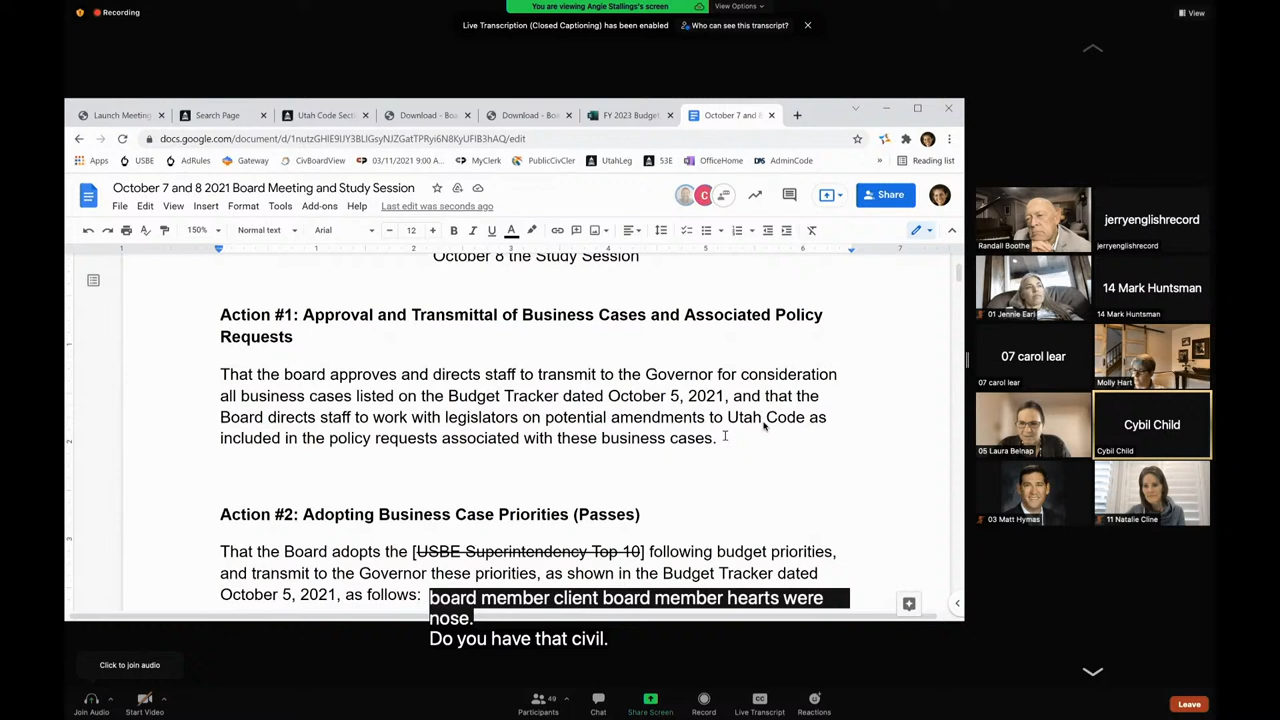 Recording
You are viewing Angie Stallings's screen
View Options
View
Live Transcription (Closed Captioning) has been enabled
Who can see this transcript?
Launch Meeting
Search Page
Utah Code Secti
Download - Boa
Download - Boa
FY 2023 Budget
October 7 and 8
docs.google.com/document/d/
Apps
USBE
AdRules
Gateway
CivBoardVIEW
03/11/2021 9:00 A...
MyClerk
PublicCivCler
UtahLeg
53E
OfficeHome
AdminCode
Reading list
October 7 and 8 2021 Board Meeting and Study Session
Share
File Edit View Insert Format Tools Add-ons Help
Last edit was seconds ago
150% Normal text Arial 12
1 1 2 3 4 5 6 7
October 8 the Study Session
Action #1: Approval and Transmittal of Business Cases and Associated Policy
Requests
That the board approves and directs staff to transmit to the Governor for consideration
all business cases listed on the Budget Tracker dated October 5, 2021, and that the
Board directs staff to work with legislators on potential amendments to Utah Code as
included in the policy requests associated with these business cases.
Action #2: Adopting Business Case Priorities (Passes)
That the Board adopts the [USBE Superintendency Top 10] following budget priorities,
and transmit to the Governor these priorities, as shown in the Budget Tracker dated
October 5, 2021, as follows:
board member client board member hearts were
nose.
Do you have that civil.
Randall Boothe
jerryenglishrecord
jerryenglishrecord
01 Jennie Earl
14 Mark Huntsman
14 Mark Huntsman
07 carol lear
07 carol lear
Molly Hart
05 Laura Belnap
Cybil Child
Cybil Child
03 Matt Hymas
11 Natalie Cline
Click to join audio
Join Audio
Start Video
49
Participants
Chat
Share Screen
Record
Live Transcript
Reactions
Leave